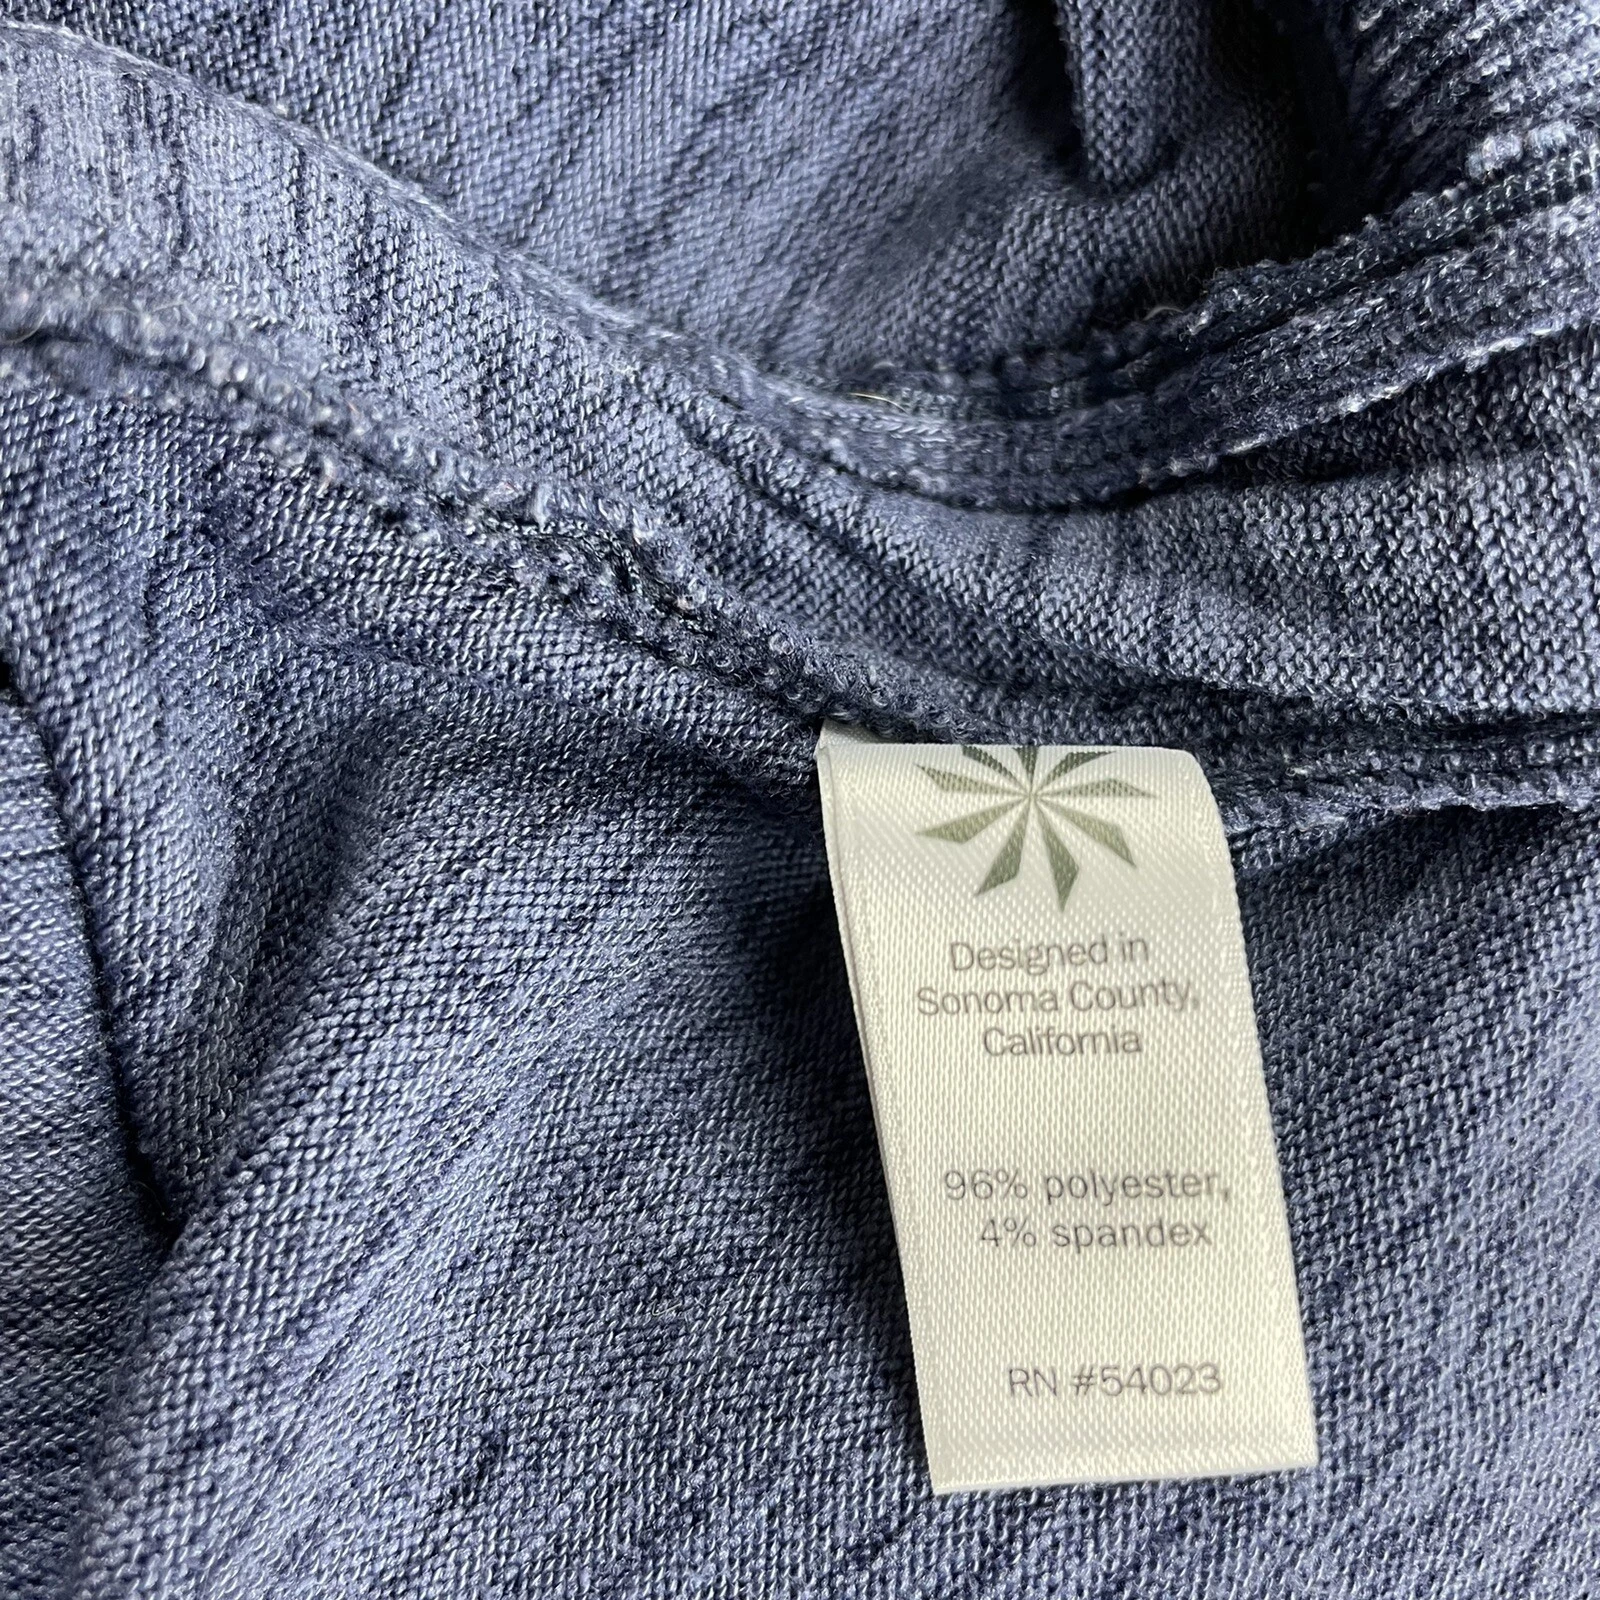 Designed in
Sonoma County,
California
96% polyester,
4% spandex
RN #54023